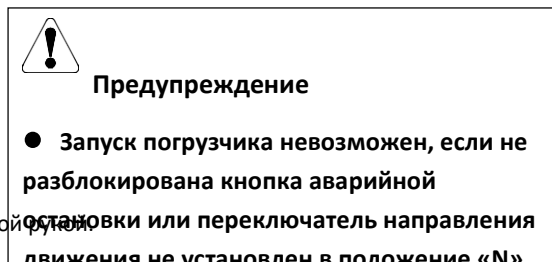 Предупреждение
● Запуск погрузчика невозможен, если не
разблокирована кнопка аварийной
остановки или переключатель направления
движения не установлен в положение «N»